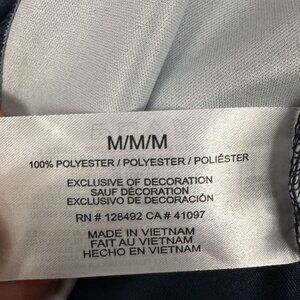 M/M/M
100% POLYESTER / POLYESTER / POLIÉSTER
EXCLUSIVE OF DECORATION
SAUF DÉCORATION
EXCLUSIVO DE DECORACIÓN
RN # 128492 CA # 41097
MADE IN VIETNAM
FAIT AU VIETNAM
HECHO EN VIETNAM